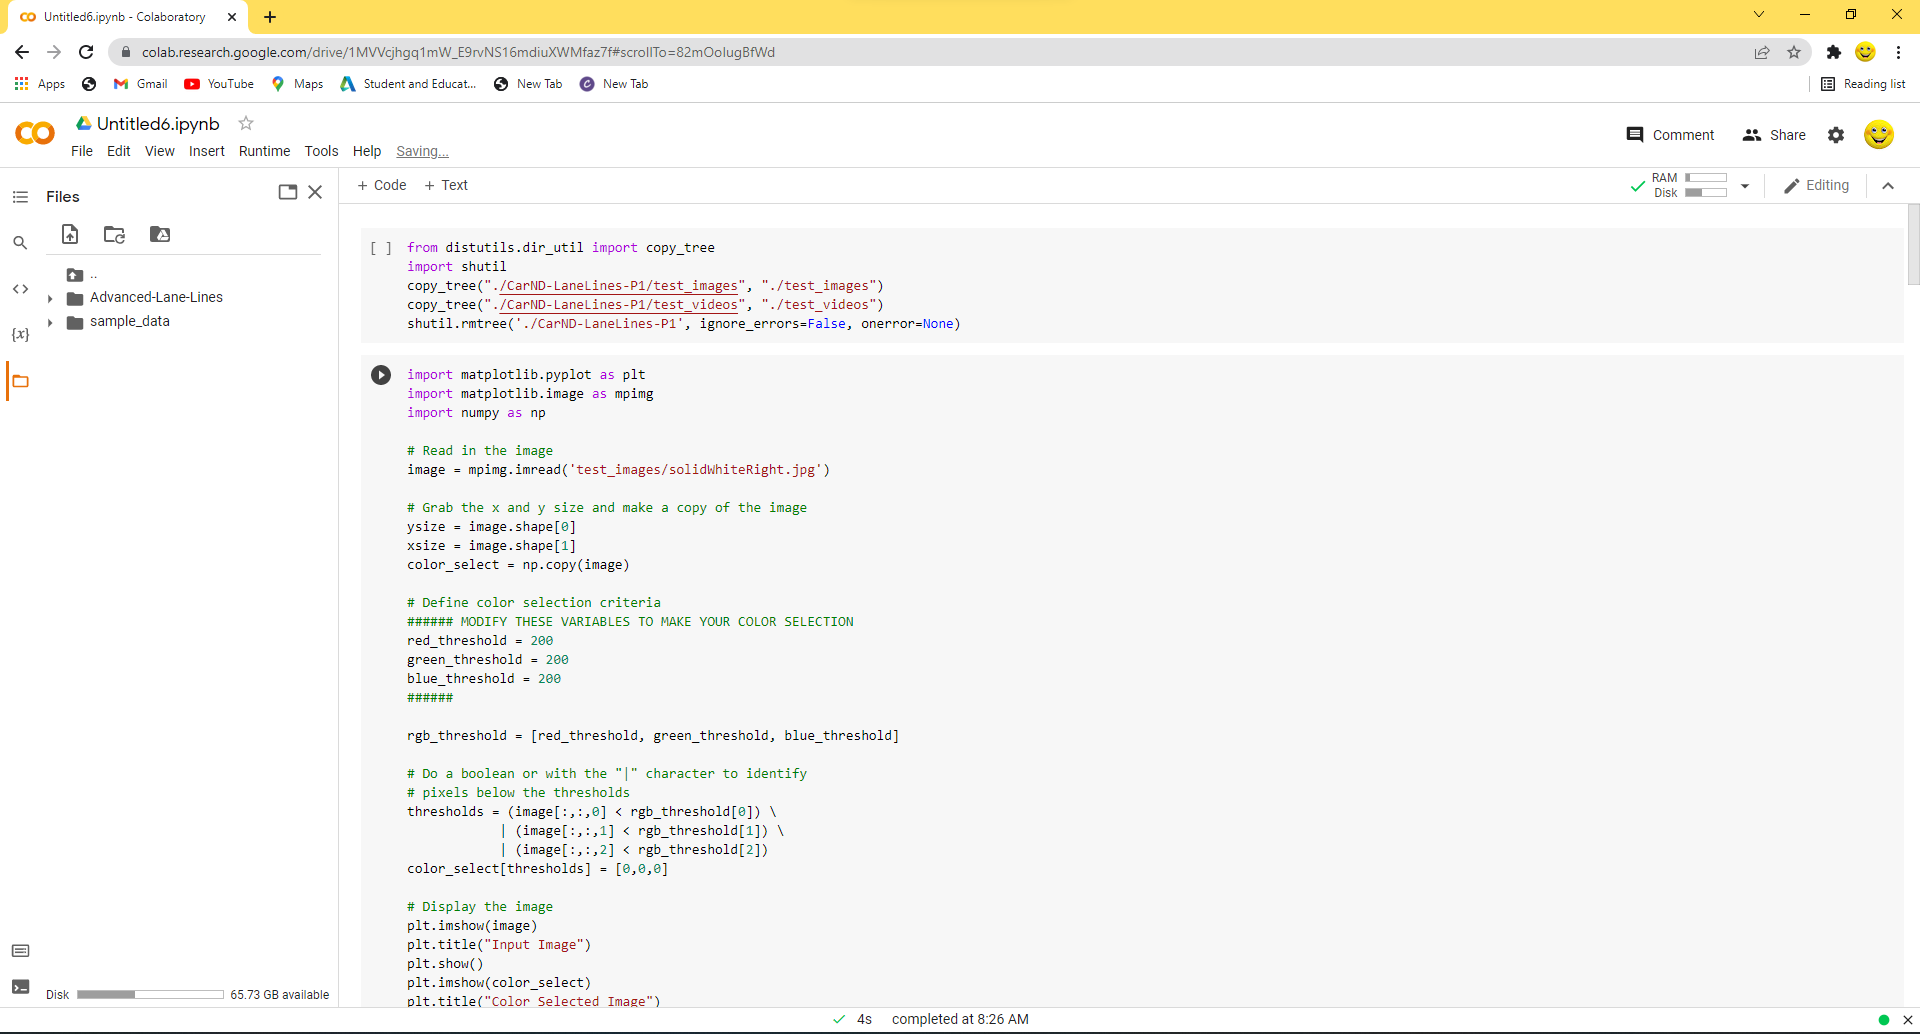 Untitled6.ipynb - Colaboratory
colab.research.google.com/drive/1MVVcjhgq1mW_E9rvNS16mdiuXWMfaz7f#scrollTo=82mOoIugBfWd
Apps Gmail YouTube Maps Student and Educat... New Tab New Tab Reading list
Untitled6.ipynb
Comment Share
File Edit View Insert Runtime Tools Help Saving...
Files
+ Code + Text
RAM
Disk
Editing
..
Advanced-Lane-Lines
sample_data
{x}
Disk 65.73 GB available
[ ] from distutils.dir_util import copy_tree
import shutil
copy_tree("./CarND-LaneLines-P1/test_images", "./test_images")
copy_tree("./CarND-LaneLines-P1/test_videos", "./test_videos")
shutil.rmtree('./CarND-LaneLines-P1', ignore_errors=False, onerror=None)
import matplotlib.pyplot as plt
import matplotlib.image as mpimg
import numpy as np
# Read in the image
image = mpimg.imread('test_images/solidWhiteRight.jpg')
# Grab the x and y size and make a copy of the image
ysize = image.shape[0]
xsize = image.shape[1]
color_select = np.copy(image)
# Define color selection criteria
###### MODIFY THESE VARIABLES TO MAKE YOUR COLOR SELECTION
red_threshold = 200
green_threshold = 200
blue_threshold = 200
######
rgb_threshold = [red_threshold, green_threshold, blue_threshold]
# Do a boolean or with the "|" character to identify
# pixels below the thresholds
thresholds = (image[:,:,0] < rgb_threshold[0]) \
| (image[:,:,1] < rgb_threshold[1]) \
| (image[:,:,2] < rgb_threshold[2])
color_select[thresholds] = [0,0,0]
# Display the image
plt.imshow(image)
plt.title("Input Image")
plt.show()
plt.imshow(color_select)
plt.title("Color Selected Image")
4s completed at 8:26 AM